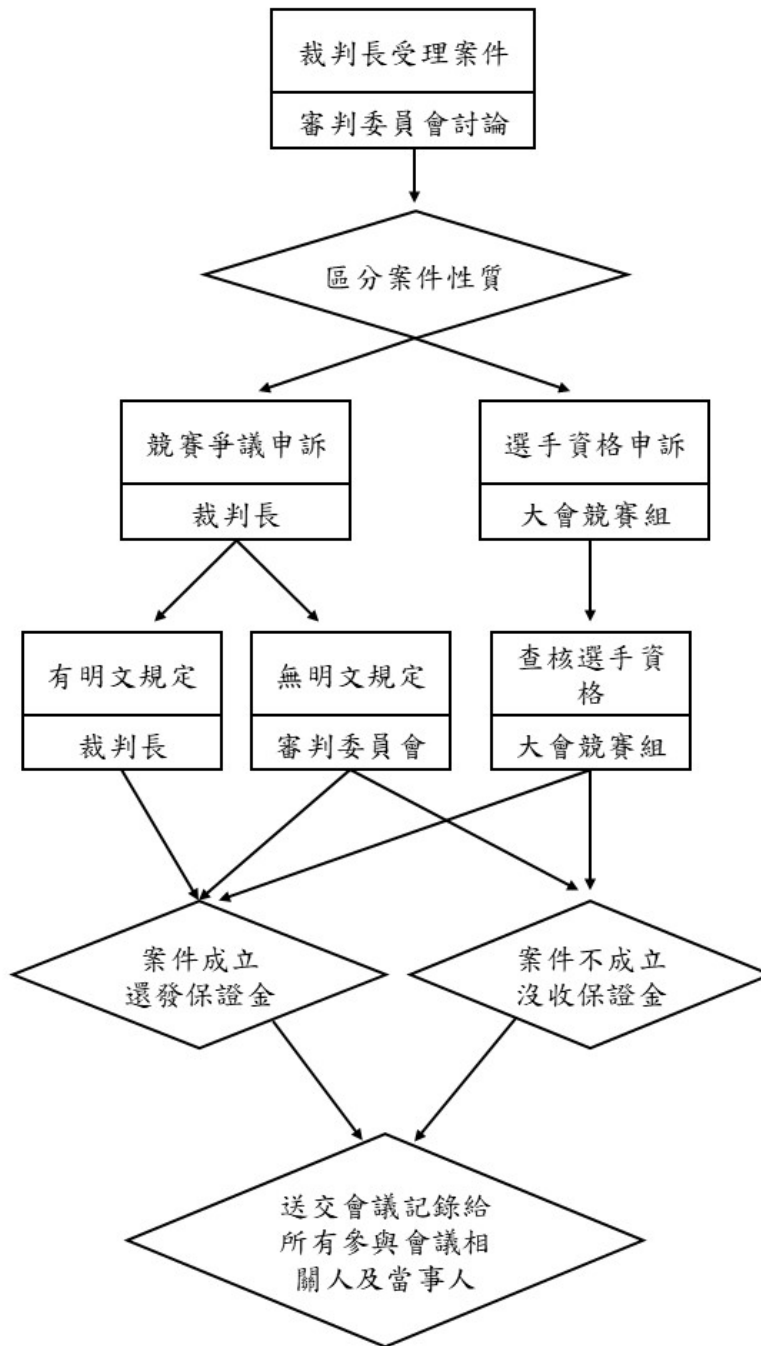 裁判長受理案件
審判委員會討論
區分案件性質
競賽爭議申訴
裁判長
選手資格申訴
大會競賽組
有明文規定
裁判長
無明文規定
審判委員會
查核選手資
格
大會競賽組
案件成立
還發保證金
案件不成立
沒收保證金
送交會議記錄給
所有參與會議相
關人及當事人